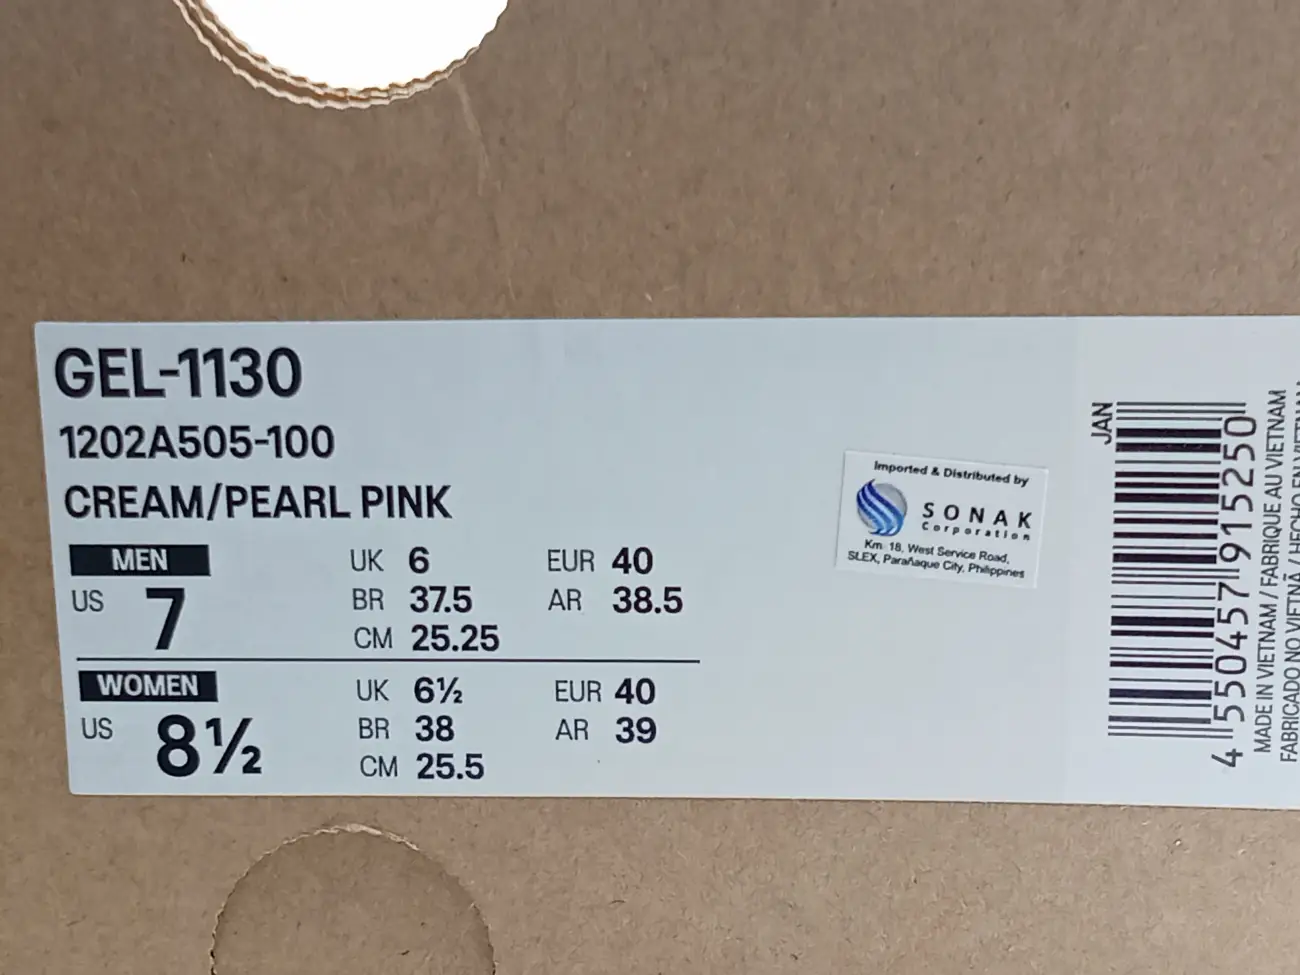 GEL-1130
1202A505-100
CREAM/PEARL PINK
MEN
US 7
UK 6
BR 37.5
CM 25.25
EUR 40
AR 38.5
WOMEN
US 8½
UK 6½
BR 38
CM 25.5
EUR 40
AR 39
Imported & Distributed by
SONAK
Corporation
Km. 18, West Service Road,
SLEX, Parañaque City, Philippines
JAN
4 550457 915250
MADE IN VIETNAM / FABRIQUE AU VIETNAM
FABRICADO NO VIETNÃ / HECHO EN VIETNAM